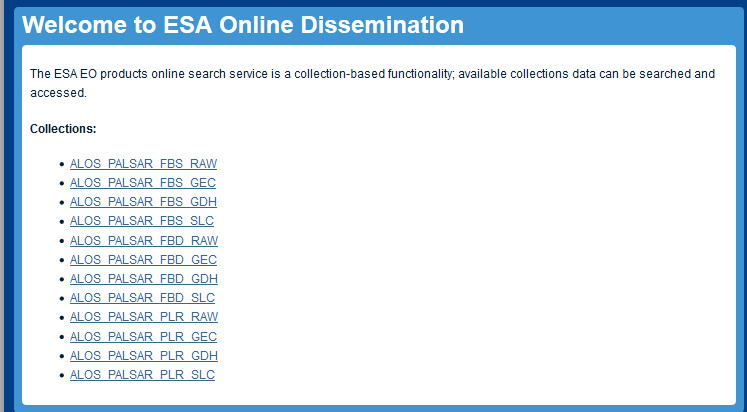 Welcome to ESA Online Dissemination
The ESA EO products online search service is a collection-based functionality; available collections data can be searched and
accessed.
Collections:
ALOS_PALSAR_FBS_RAW
ALOS_PALSAR_FBS_GEC
ALOS_PALSAR_FBS_GDH
ALOS_PALSAR_FBS_SLC
ALOS_PALSAR_FBD_RAW
ALOS_PALSAR_FBD_GEC
ALOS_PALSAR_FBD_GDH
ALOS_PALSAR_FBD_SLC
ALOS_PALSAR_PLR_RAW
ALOS_PALSAR_PLR_GEC
ALOS_PALSAR_PLR_GDH
ALOS_PALSAR_PLR_SLC